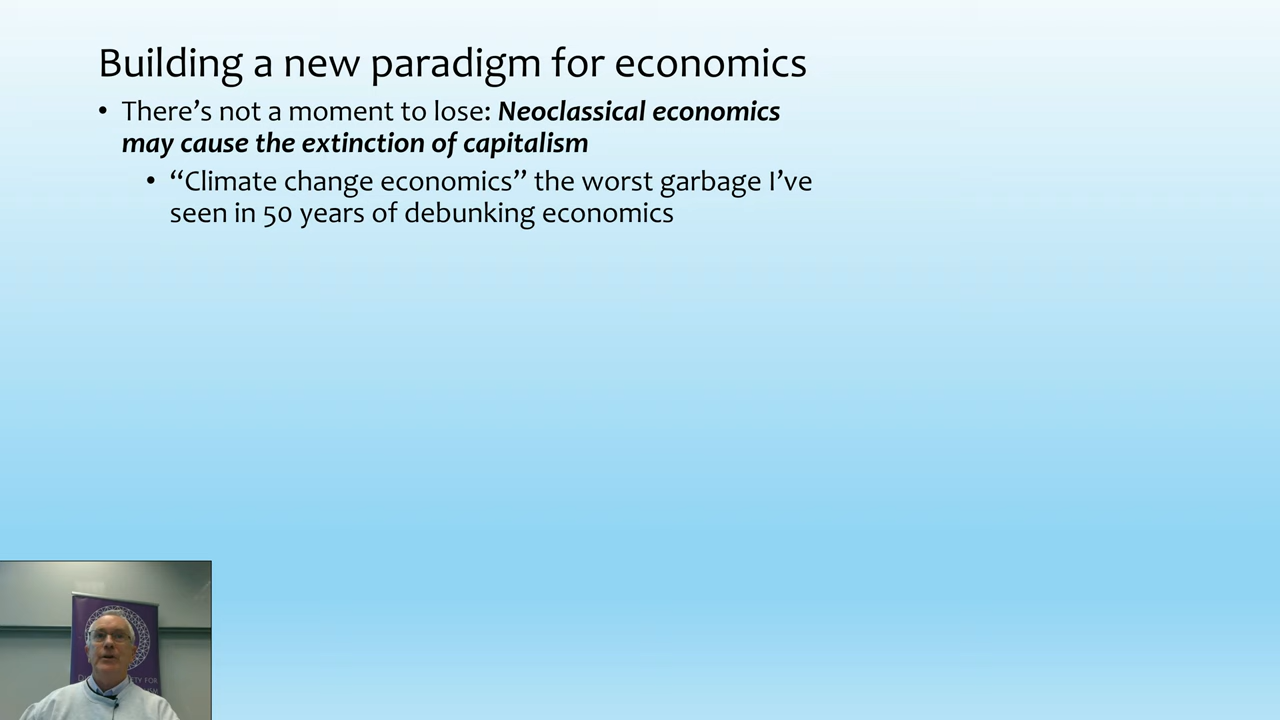 Building a new paradigm for economics
• There’s not a moment to lose: Neoclassical economics
may cause the extinction of capitalism
• “Climate change economics” the worst garbage I’ve
seen in 50 years of debunking economics